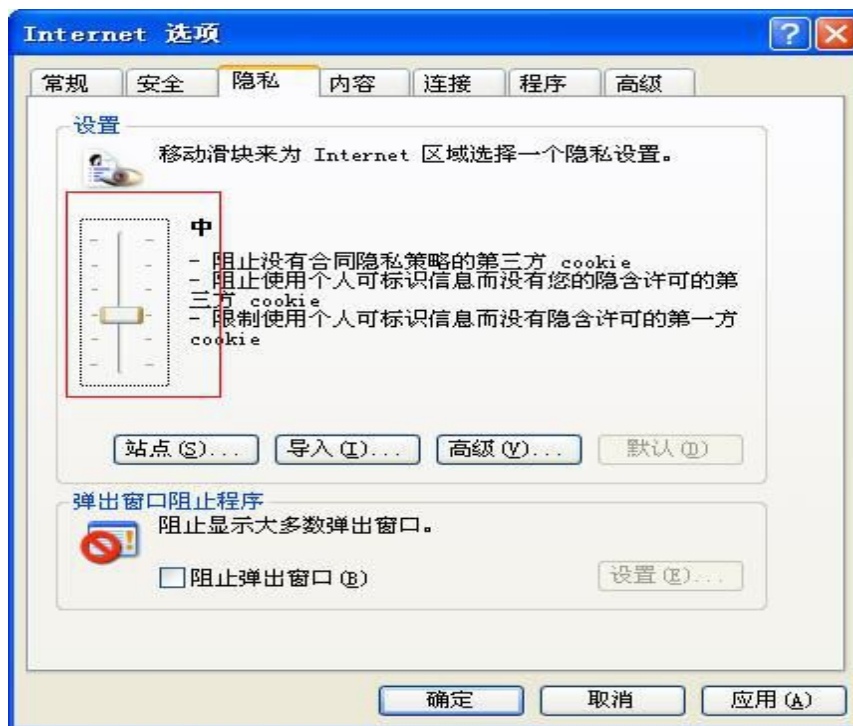 Internet 选项
常规 安全 隐私 内容 连接 程序 高级
设置
移动滑块来为 Internet 区域选择一个隐私设置。
中
- 阻止没有合同隐私策略的第三方 cookie
- 阻止使用个人可标识信息而没有您的隐含许可的第
三方 cookie
- 限制使用个人可标识信息而没有隐含许可的第一方
cookie
站点(S)... 导入(I)... 高级(V)... 默认(D)
弹出窗口阻止程序
阻止显示大多数弹出窗口。
阻止弹出窗口(B) 设置(E)...
确定 取消 应用(A)